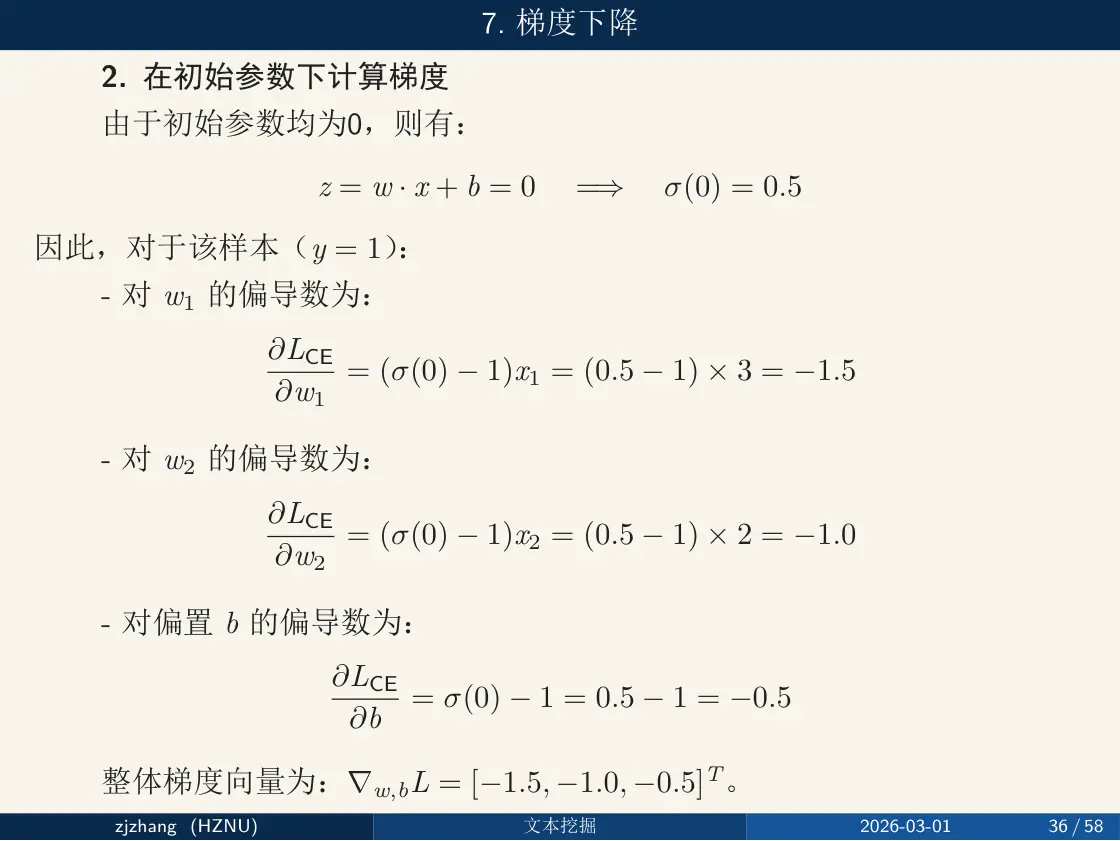 7. 梯度下降
2. 在初始参数下计算梯度
由于初始参数均为0，则有：
z = w · x + b = 0 ⟹ σ(0) = 0.5
因此，对于该样本（y = 1）：
- 对 w₁ 的偏导数为：
∂L_CE/∂w₁ = (σ(0) − 1)x₁ = (0.5 − 1) × 3 = −1.5
- 对 w₂ 的偏导数为：
∂L_CE/∂w₂ = (σ(0) − 1)x₂ = (0.5 − 1) × 2 = −1.0
- 对偏置 b 的偏导数为：
∂L_CE/∂b = σ(0) − 1 = 0.5 − 1 = −0.5
整体梯度向量为：∇_{w,b}L = [−1.5, −1.0, −0.5]^T。
zjzhang (HZNU) 文本挖掘 2026-03-01 36 / 58